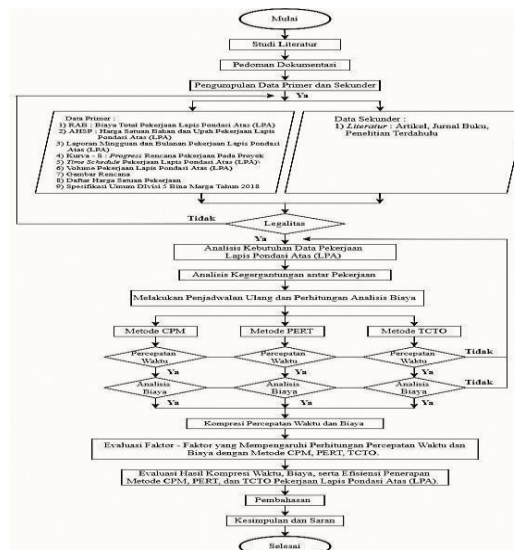 Mulai
Studi Literatur
Pedoman Dokumentasi
Pengumpulan Data Primer dan Sekunder
Ya
Data Primer :
1) RAB : Biaya Total Pekerjaan Lapis Pondasi Atas (LPA)
2) AHSP : Harga Satuan Bahan dan Upah Pekerjaan Lapis
Pondasi Atas (LPA)
3) Laporan Mingguan dan Bulanan Pekerjaan Lapis Pondasi
Atas (LPA)
4) Kurva - S : Progress Rencana Pekerjaan Pada Proyek
5) Time Schedule Pekerjaan Lapis Pondasi Atas (LPA)
6) Volume Pekerjaan Lapis Pondasi Atas (LPA)
7) Gambar Rencana
8) Daftar Harga Satuan Pekerjaan
9) Spesifikasi Umum DIvisi 5 Bina Marga Tahun 2018
Data Sekunder :
1) Literatur : Artikel, Jurnal Buku,
Penelitian Terdahulu
Tidak
Legalitas
Ya
Analisis Kebutuhan Data Pekerjaan
Lapis Pondasi Atas (LPA)
Analisis Kegergantungan antar Pekerjaan
Melakukan Penjadwalan Ulang dan Perhitungan Analisis Biaya
Metode CPM
Metode PERT
Metode TCTO
Percepatan
Waktu
Percepatan
Waktu
Percepatan
Waktu
Tidak
Ya
Ya
Ya
Analisis
Biaya
Analisis
Biaya
Analisis
Biaya
Tidak
Ya
Ya
Ya
Kompresi Percepatan Waktu dan Biaya
Evaluasi Faktor - Faktor yang Mempengaruhi Perhitungan Percepatan Waktu dan
Biaya dengan Metode CPM, PERT, TCTO.
Evaluasi Hasil Kompresi Waktu, Biaya, serta Efisiensi Penerapan
Metode CPM, PERT, dan TCTO Pekerjaan Lapis Pondasi Atas (LPA).
Pembahasan
Kesimpulan dan Saran
Selesai